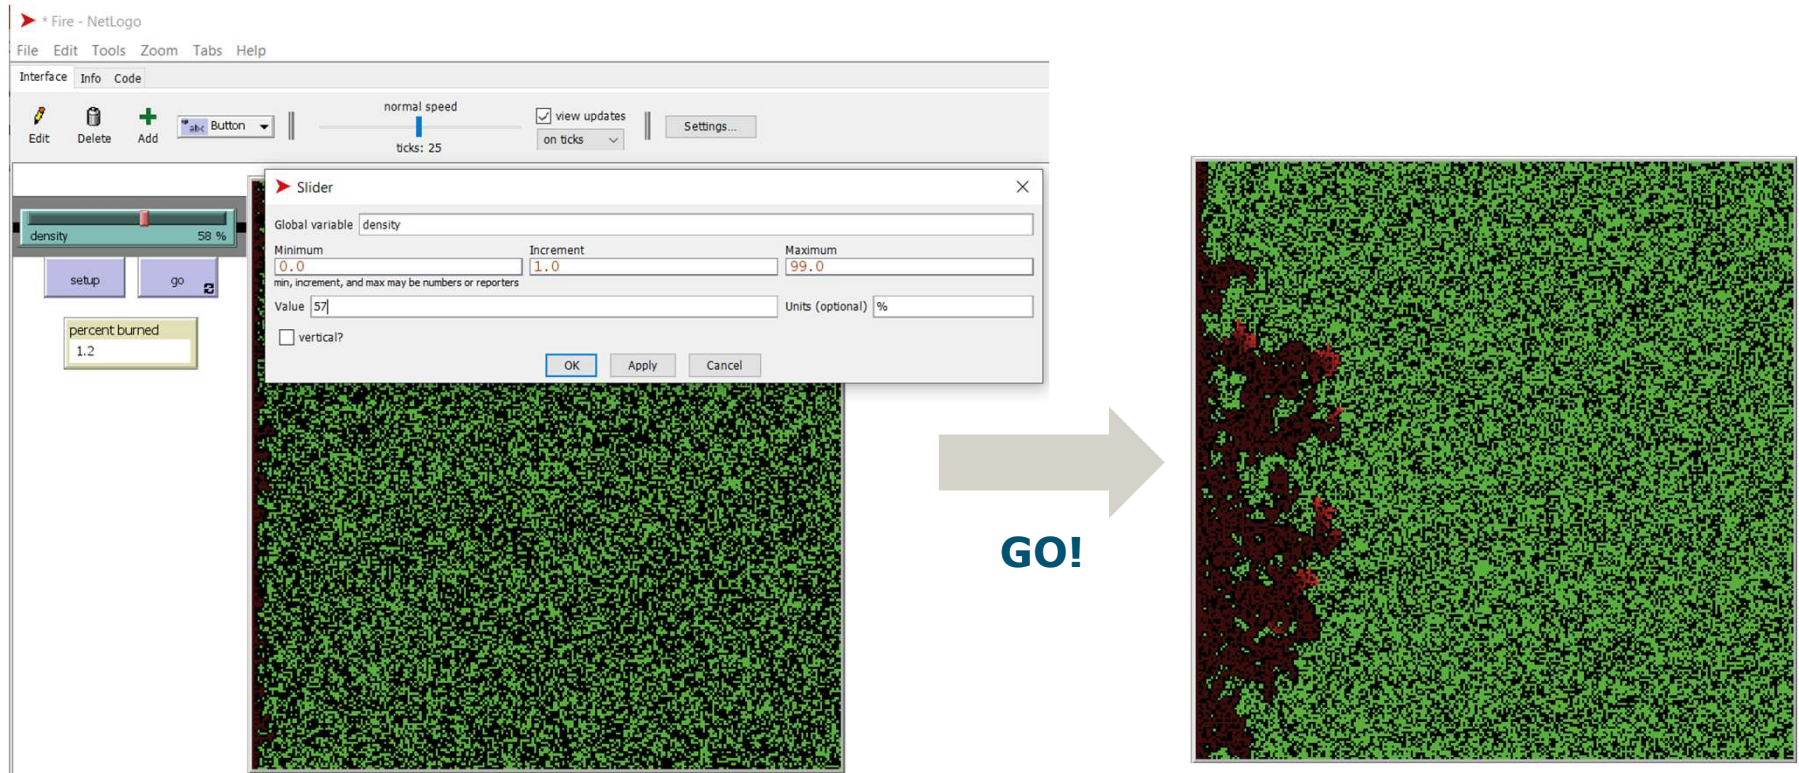 * Fire - NetLogo
File Edit Tools Zoom Tabs Help
Interface Info Code
Edit Delete Add abc Button normal speed ticks: 25 view updates on ticks Settings...
Slider
Global variable density
Minimum Increment Maximum
0.0 1.0 99.0
min, increment, and max may be numbers or reporters
Value 57 Units (optional) %
vertical?
OK Apply Cancel
density 58 %
setup go
percent burned
1.2
GO!